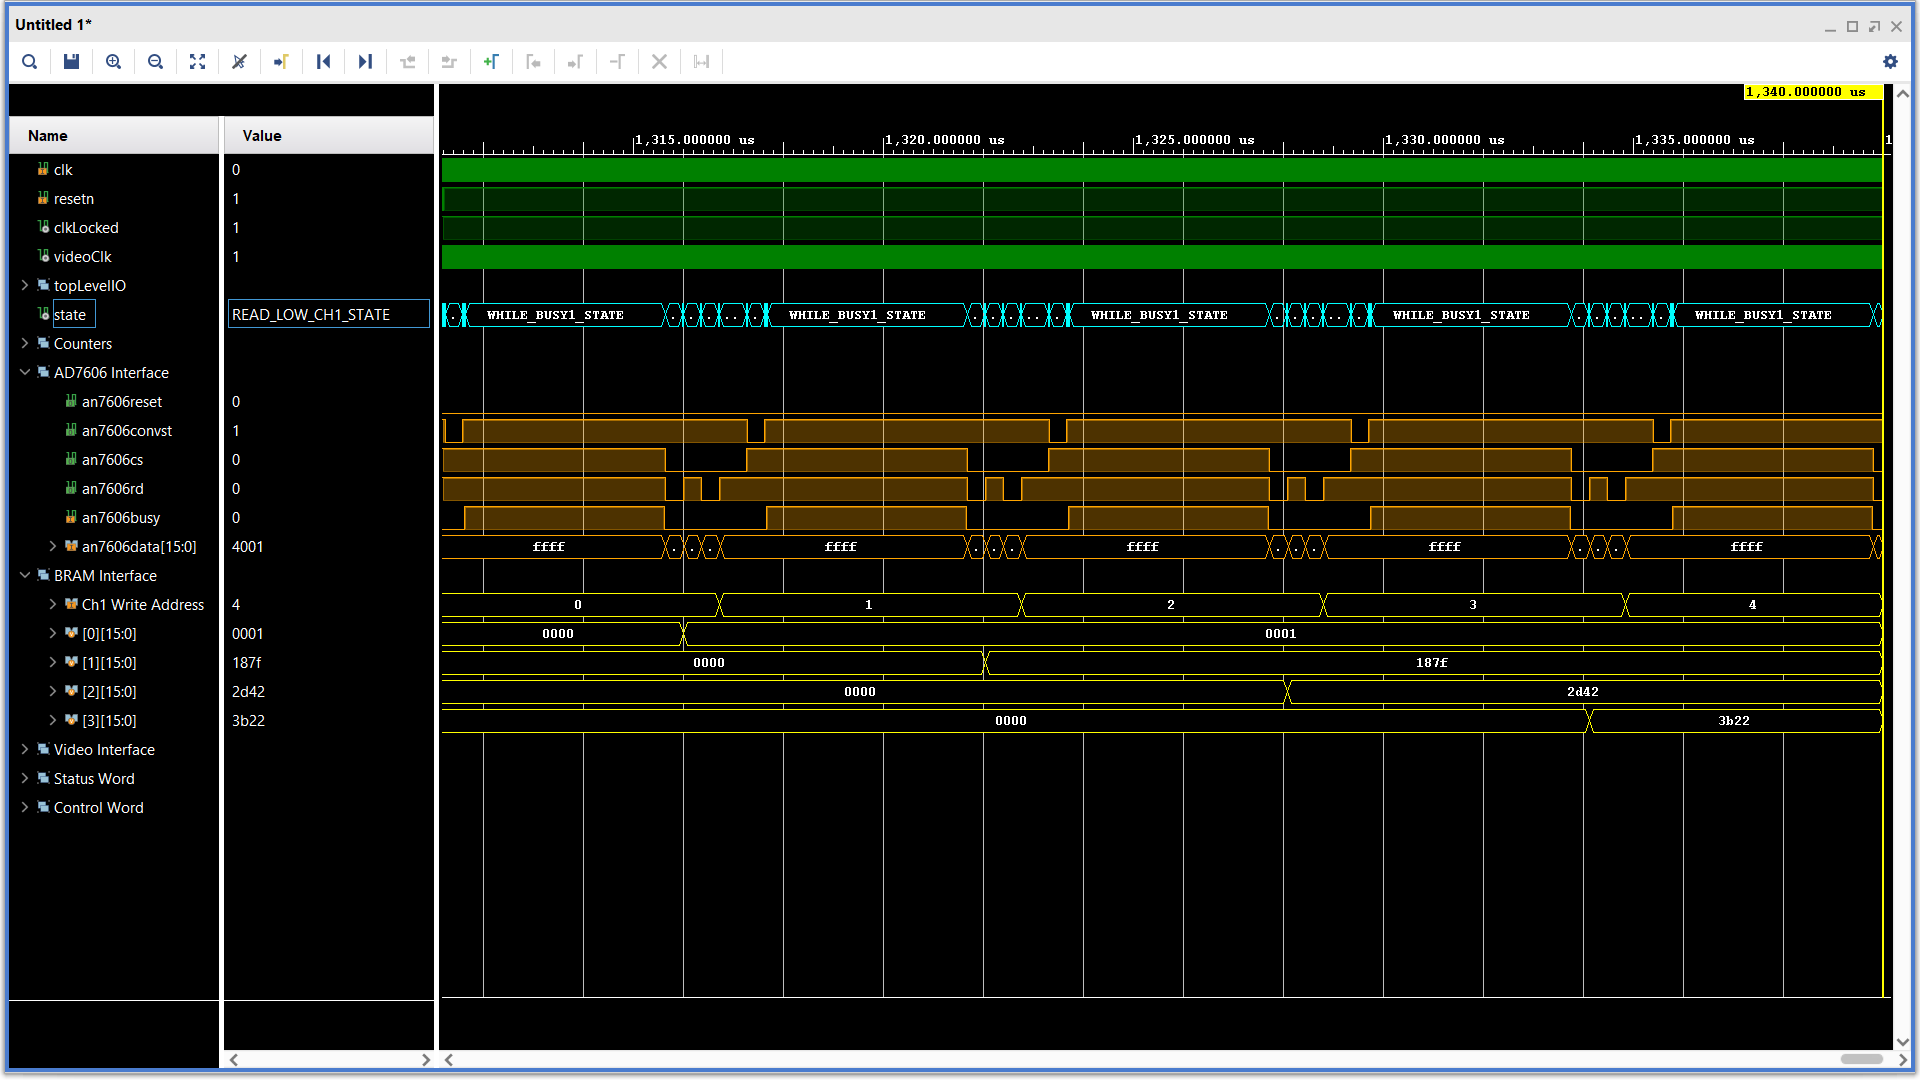 Untitled 1*
1,340.000000 us
Name Value
1,315.000000 us 1,320.000000 us 1,325.000000 us 1,330.000000 us 1,335.000000 us 1
clk 0
resetn 1
clkLocked 1
videoClk 1
topLevelIO
state READ_LOW_CH1_STATE . WHILE_BUSY1_STATE . . . .. WHILE_BUSY1_STATE . . . .. WHILE_BUSY1_STATE . . . .. WHILE_BUSY1_STATE . . . .. WHILE_BUSY1_STATE
Counters
AD7606 Interface
an7606reset 0
an7606convst 1
an7606cs 0
an7606rd 0
an7606busy 0
an7606data[15:0] 4001 ffff . . . ffff . . . ffff . . . ffff . . . ffff
BRAM Interface
Ch1 Write Address 4 0 1 2 3 4
[0][15:0] 0001 0000 0001
[1][15:0] 187f 0000 187f
[2][15:0] 2d42 0000 2d42
[3][15:0] 3b22 0000 3b22
Video Interface
Status Word
Control Word